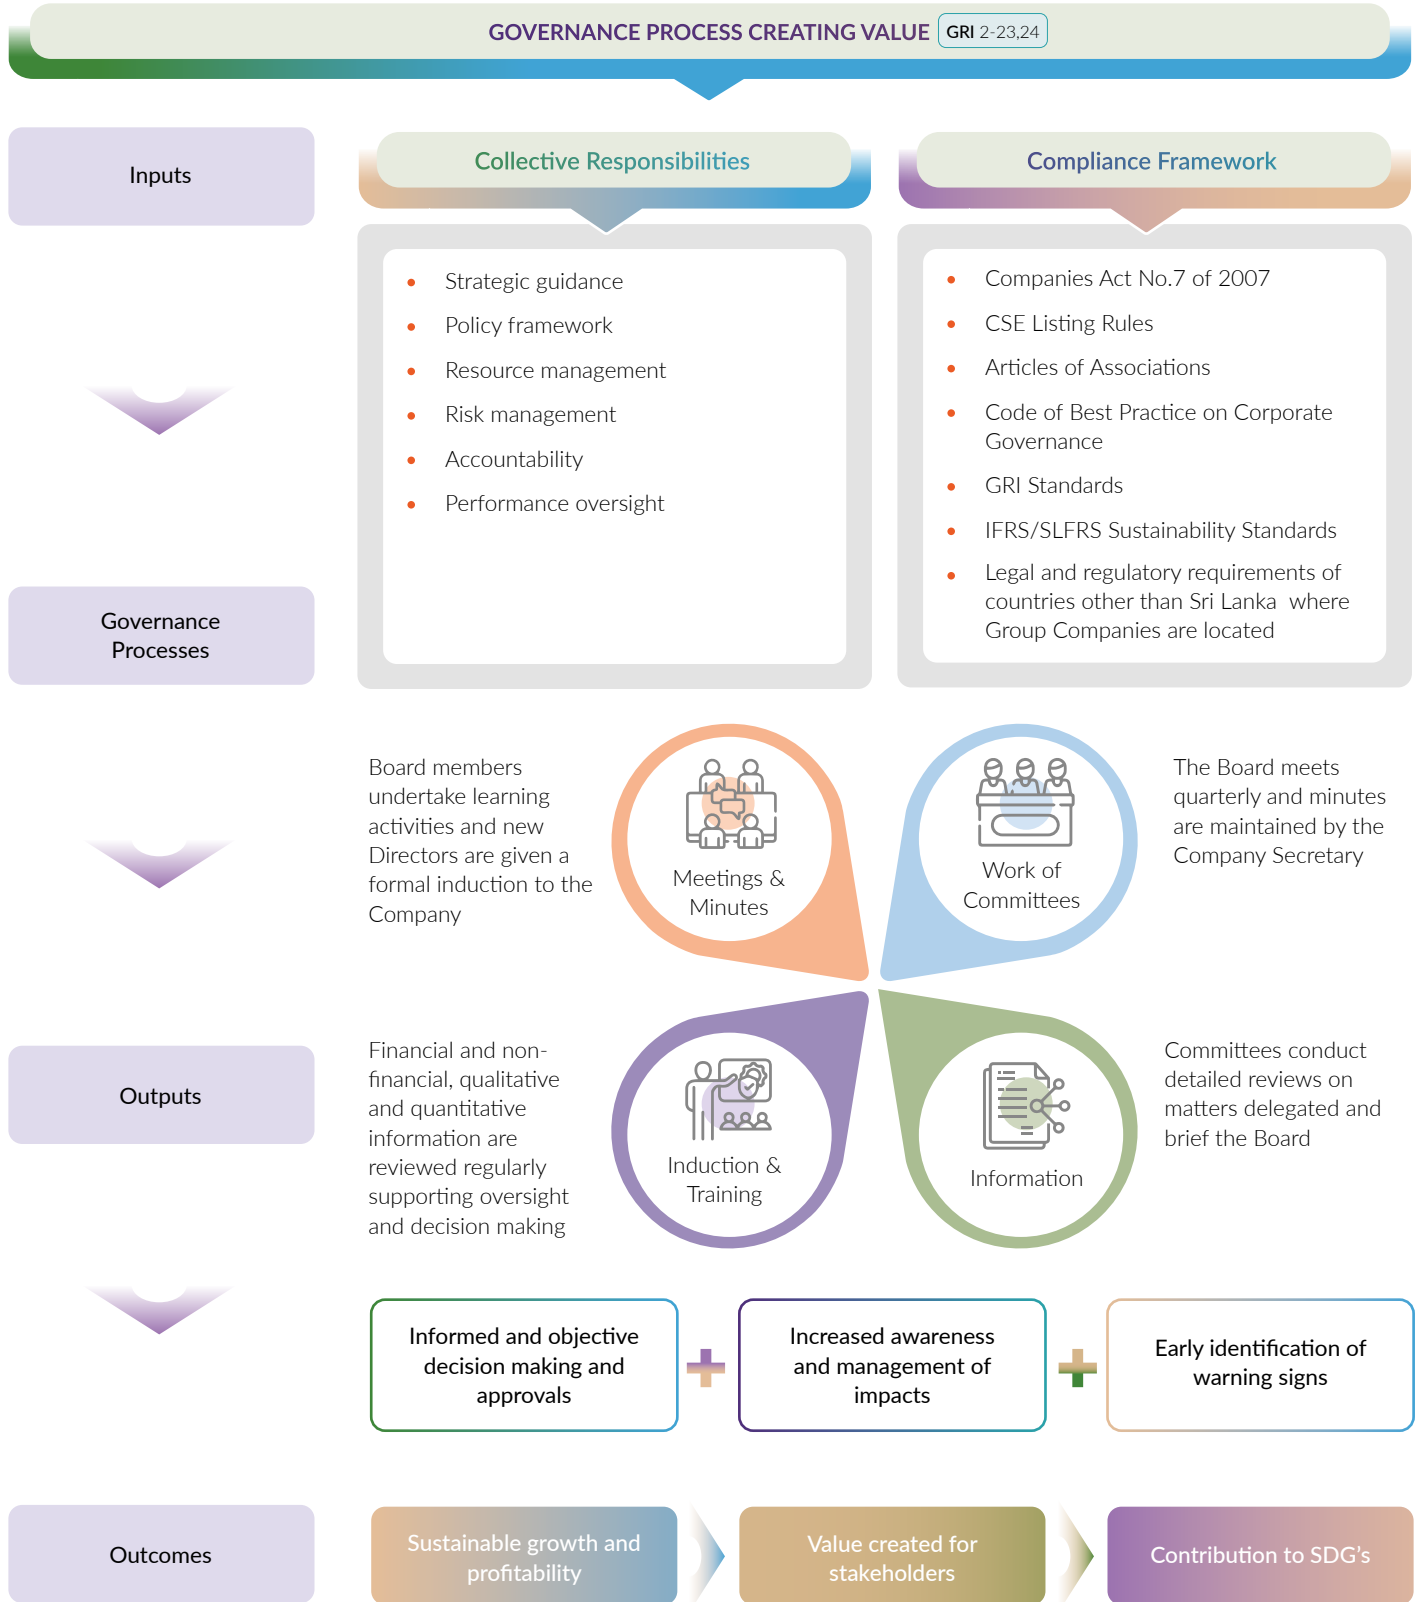 GOVERNANCE PROCESS CREATING VALUE GRI 2-23,24
Inputs
Collective Responsibilities
• Strategic guidance
• Policy framework
• Resource management
• Risk management
• Accountability
• Performance oversight
Compliance Framework
• Companies Act No.7 of 2007
• CSE Listing Rules
• Articles of Associations
• Code of Best Practice on Corporate
Governance
• GRI Standards
• IFRS/SLFRS Sustainability Standards
• Legal and regulatory requirements of
countries other than Sri Lanka where
Group Companies are located
Governance
Processes
Board members
undertake learning
activities and new
Directors are given a
formal induction to the
Company
Meetings &
Minutes
Work of
Committees
The Board meets
quarterly and minutes
are maintained by the
Company Secretary
Outputs
Financial and non-
financial, qualitative
and quantitative
information are
reviewed regularly
supporting oversight
and decision making
Induction &
Training
Information
Committees conduct
detailed reviews on
matters delegated and
brief the Board
Informed and objective
decision making and
approvals
Increased awareness
and management of
impacts
Early identification of
warning signs
Outcomes
Sustainable growth and
profitability
Value created for
stakeholders
Contribution to SDG's